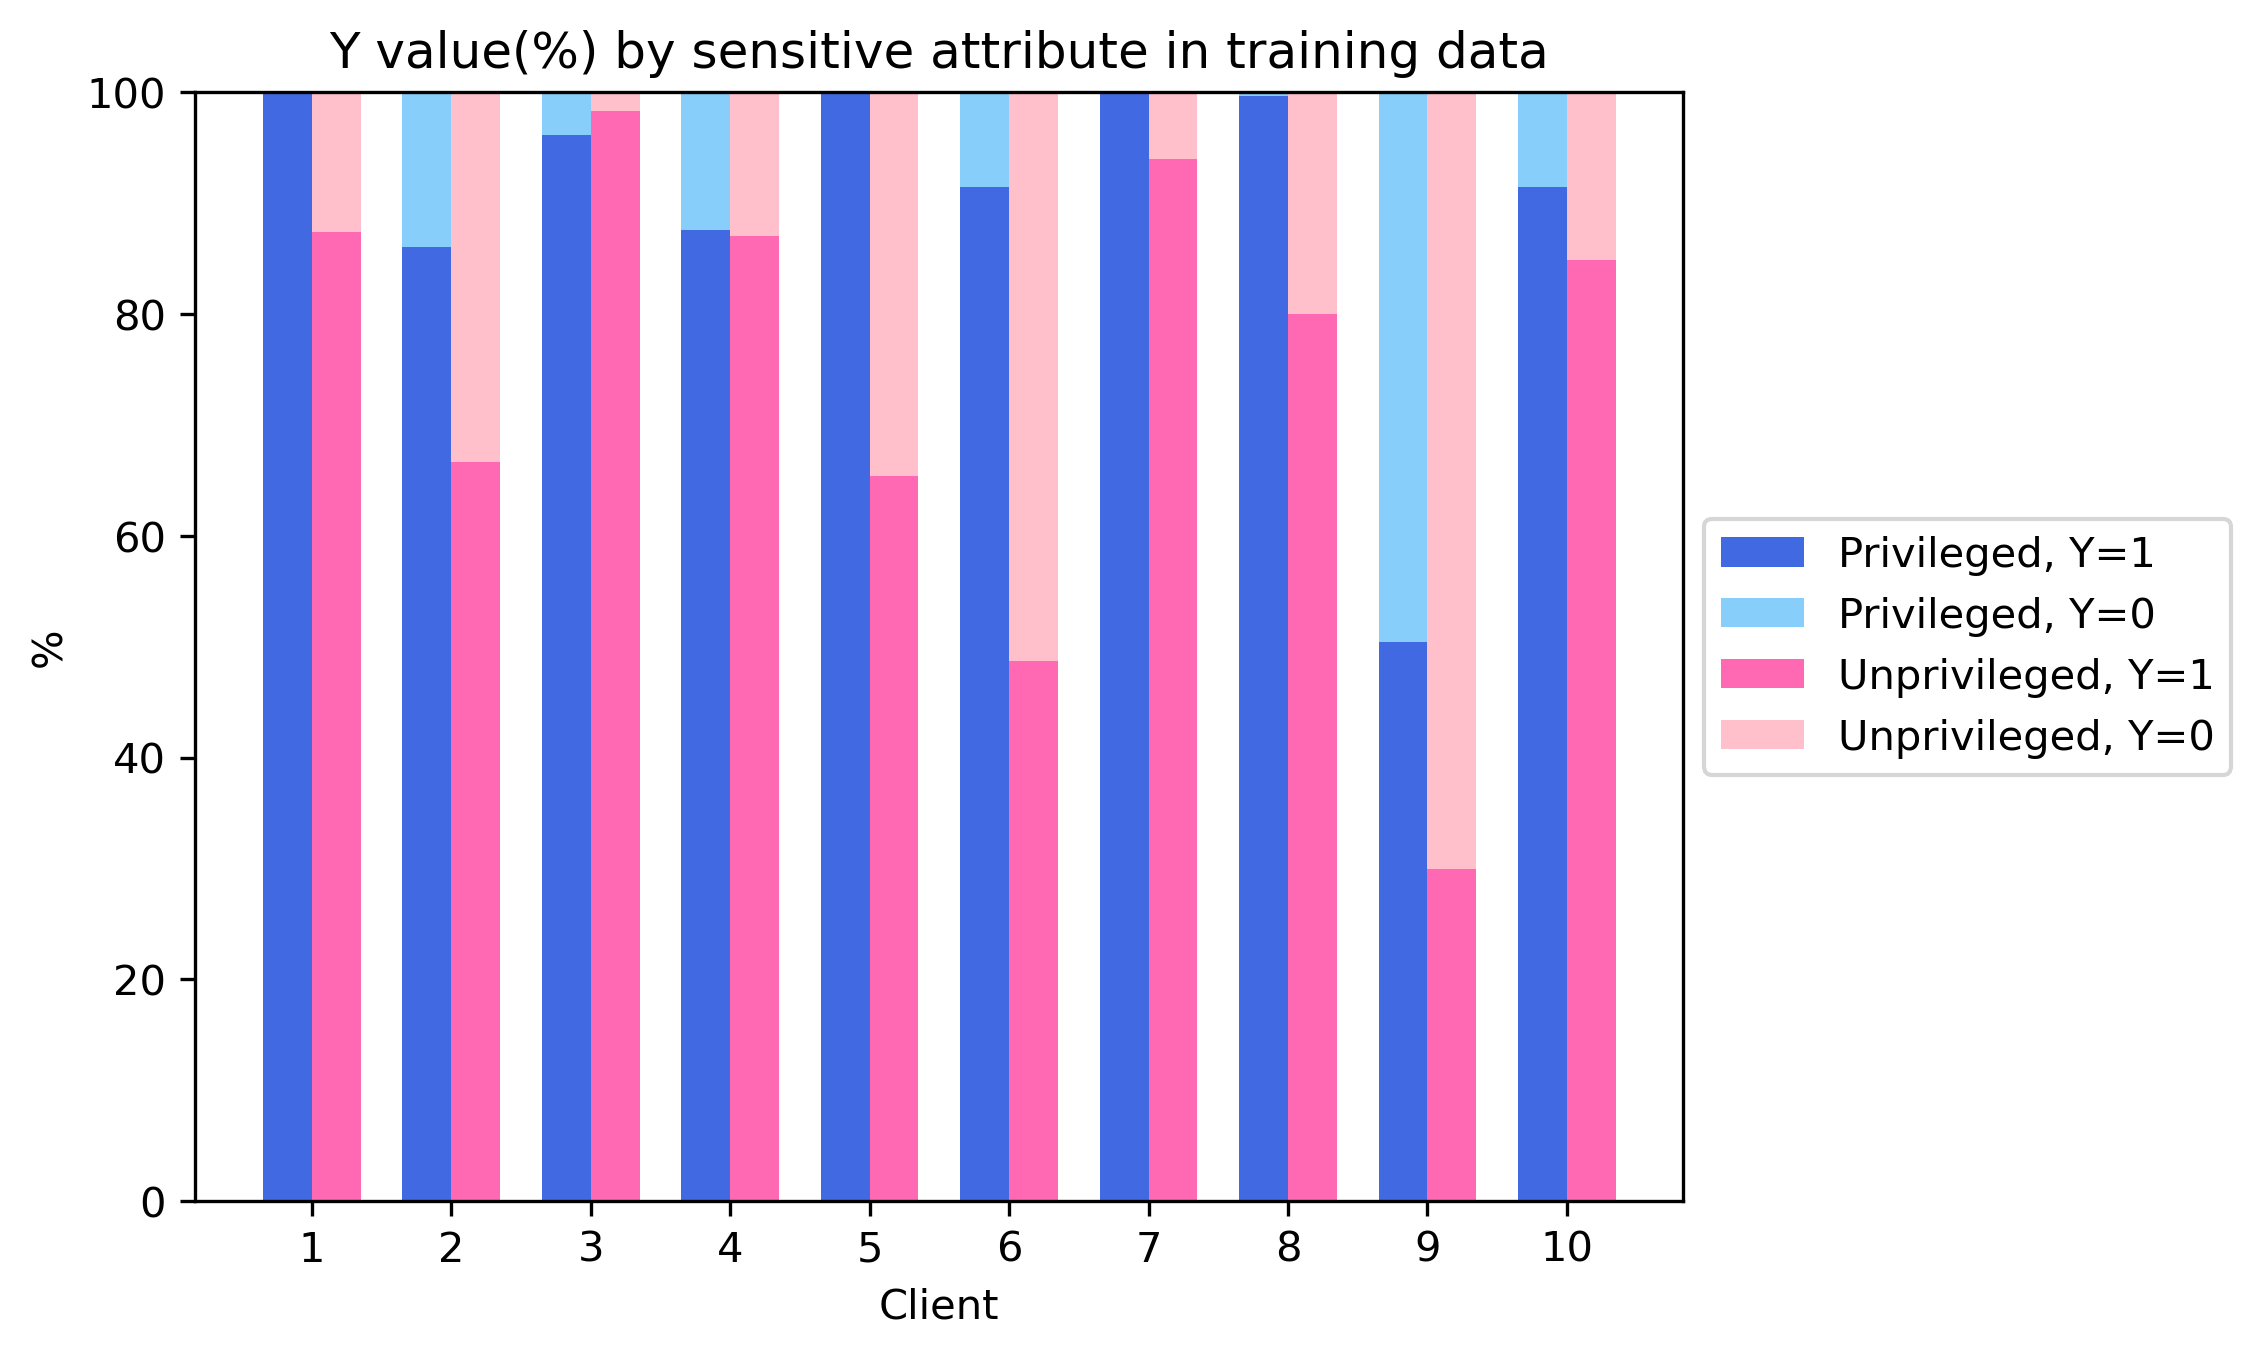 Y value(%) by sensitive attribute in training data
100
80
60
40
20
0
%
1 2 3 4 5 6 7 8 9 10
Client
Privileged, Y=1
Privileged, Y=0
Unprivileged, Y=1
Unprivileged, Y=0